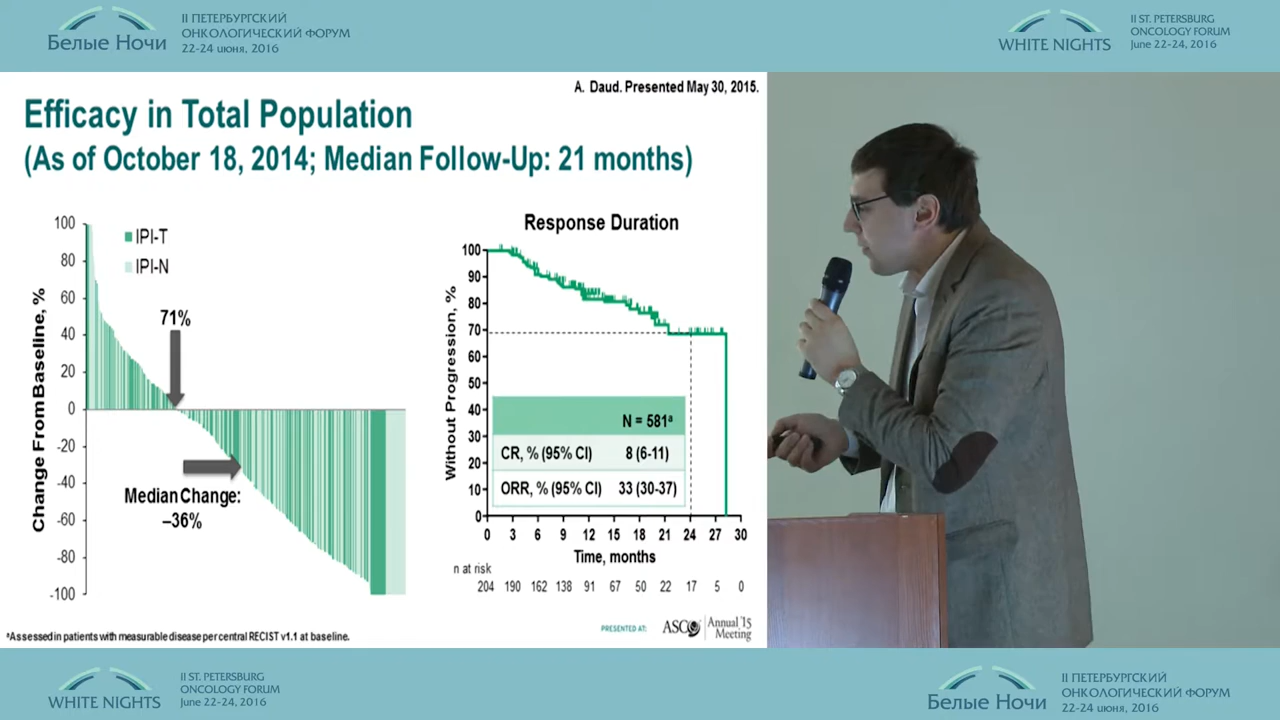 II ПЕТЕРБУРГСКИЙ
ОНКОЛОГИЧЕСКИЙ ФОРУМ
Белые Ночи
22-24 июня, 2016
II ST. PETERSBURG
ONCOLOGY FORUM
WHITE NIGHTS
June 22-24, 2016
A. Daud. Presented May 30, 2015.
Efficacy in Total Population
(As of October 18, 2014; Median Follow-Up: 21 months)
Change From Baseline, %
100
80
60
40
20
0
-20
-40
-60
-80
-100
IPI-T
IPI-N
71%
Median Change:
–36%
Response Duration
Without Progression, %
100
90
80
70
60
50
40
30
20
10
0
N = 581ᵃ
CR, % (95% CI) 8 (6-11)
ORR, % (95% CI) 33 (30-37)
0 3 6 9 12 15 18 21 24 27 30
Time, months
n at risk
204 190 162 138 91 67 50 22 17 5 0
ᵃAssessed in patients with measurable disease per central RECIST v1.1 at baseline.
PRESENTED AT:
ASCO
Annual '15
Meeting
II ST. PETERSBURG
ONCOLOGY FORUM
WHITE NIGHTS
June 22-24, 2016
II ПЕТЕРБУРГСКИЙ
ОНКОЛОГИЧЕСКИЙ ФОРУМ
Белые Ночи
22-24 июня, 2016